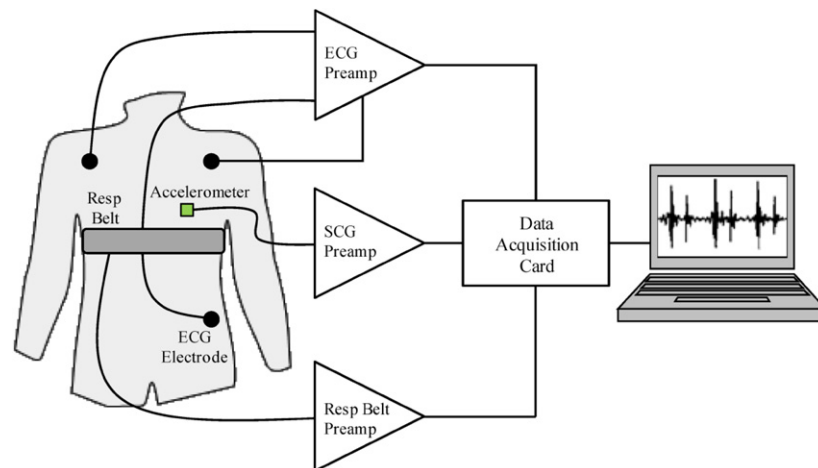 ECG
Preamp
Resp
Belt
Accelerometer
SCG
Preamp
Data
Acquisition
Card
ECG
Electrode
Resp Belt
Preamp